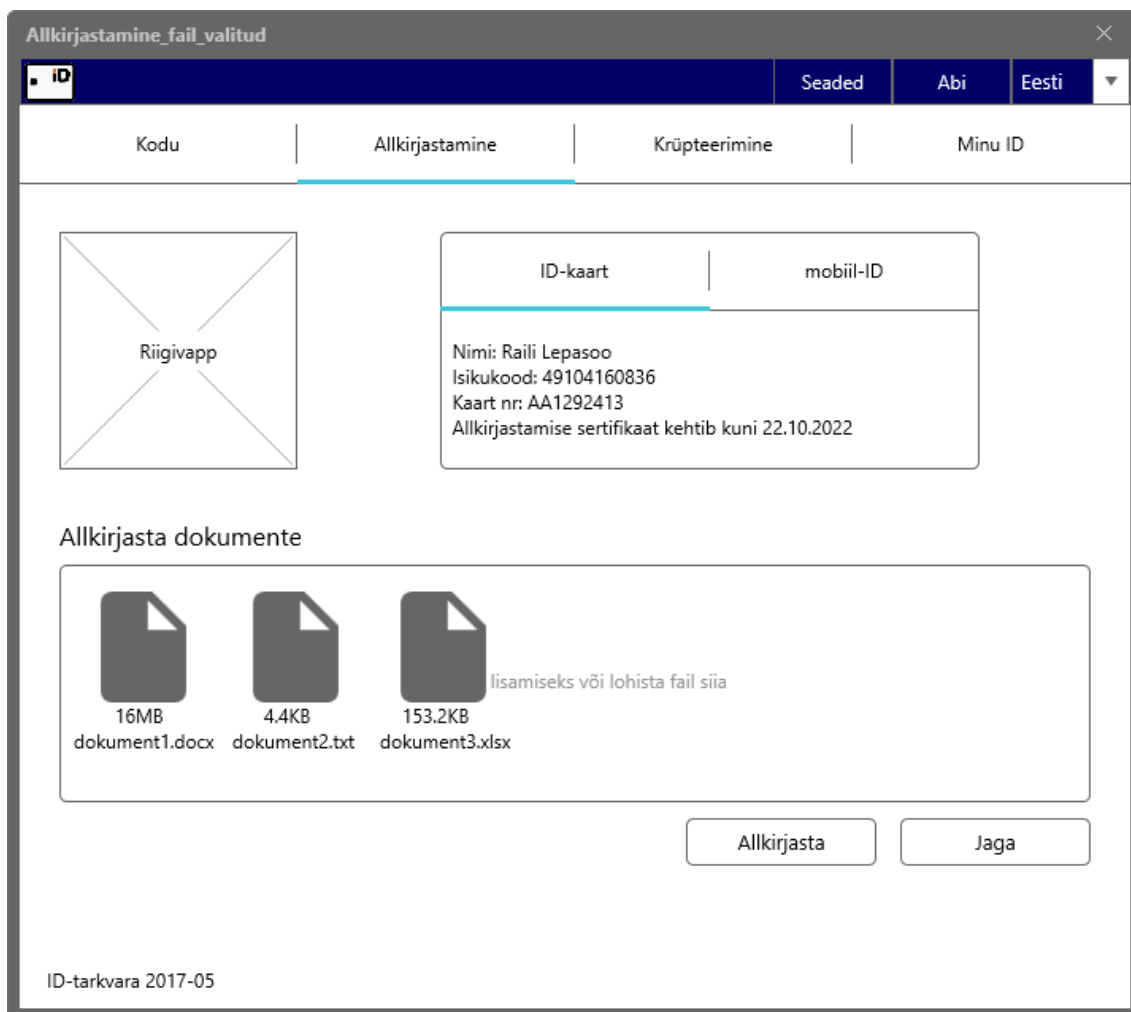 Allkirjastamine_fail_valitud
iD
Seaded
Abi
Eesti
Kodu
Allkirjastamine
Krüpteerimine
Minu ID
Riigivapp
ID-kaart
mobiil-ID
Nimi: Raili Lepasoo
Isikukood: 49104160836
Kaart nr: AA1292413
Allkirjastamise sertifikaat kehtib kuni 22.10.2022
Allkirjasta dokumente
lisamiseks või lohista fail siia
16MB
dokument1.docx
4.4KB
dokument2.txt
153.2KB
dokument3.xlsx
Allkirjasta
Jaga
ID-tarkvara 2017-05